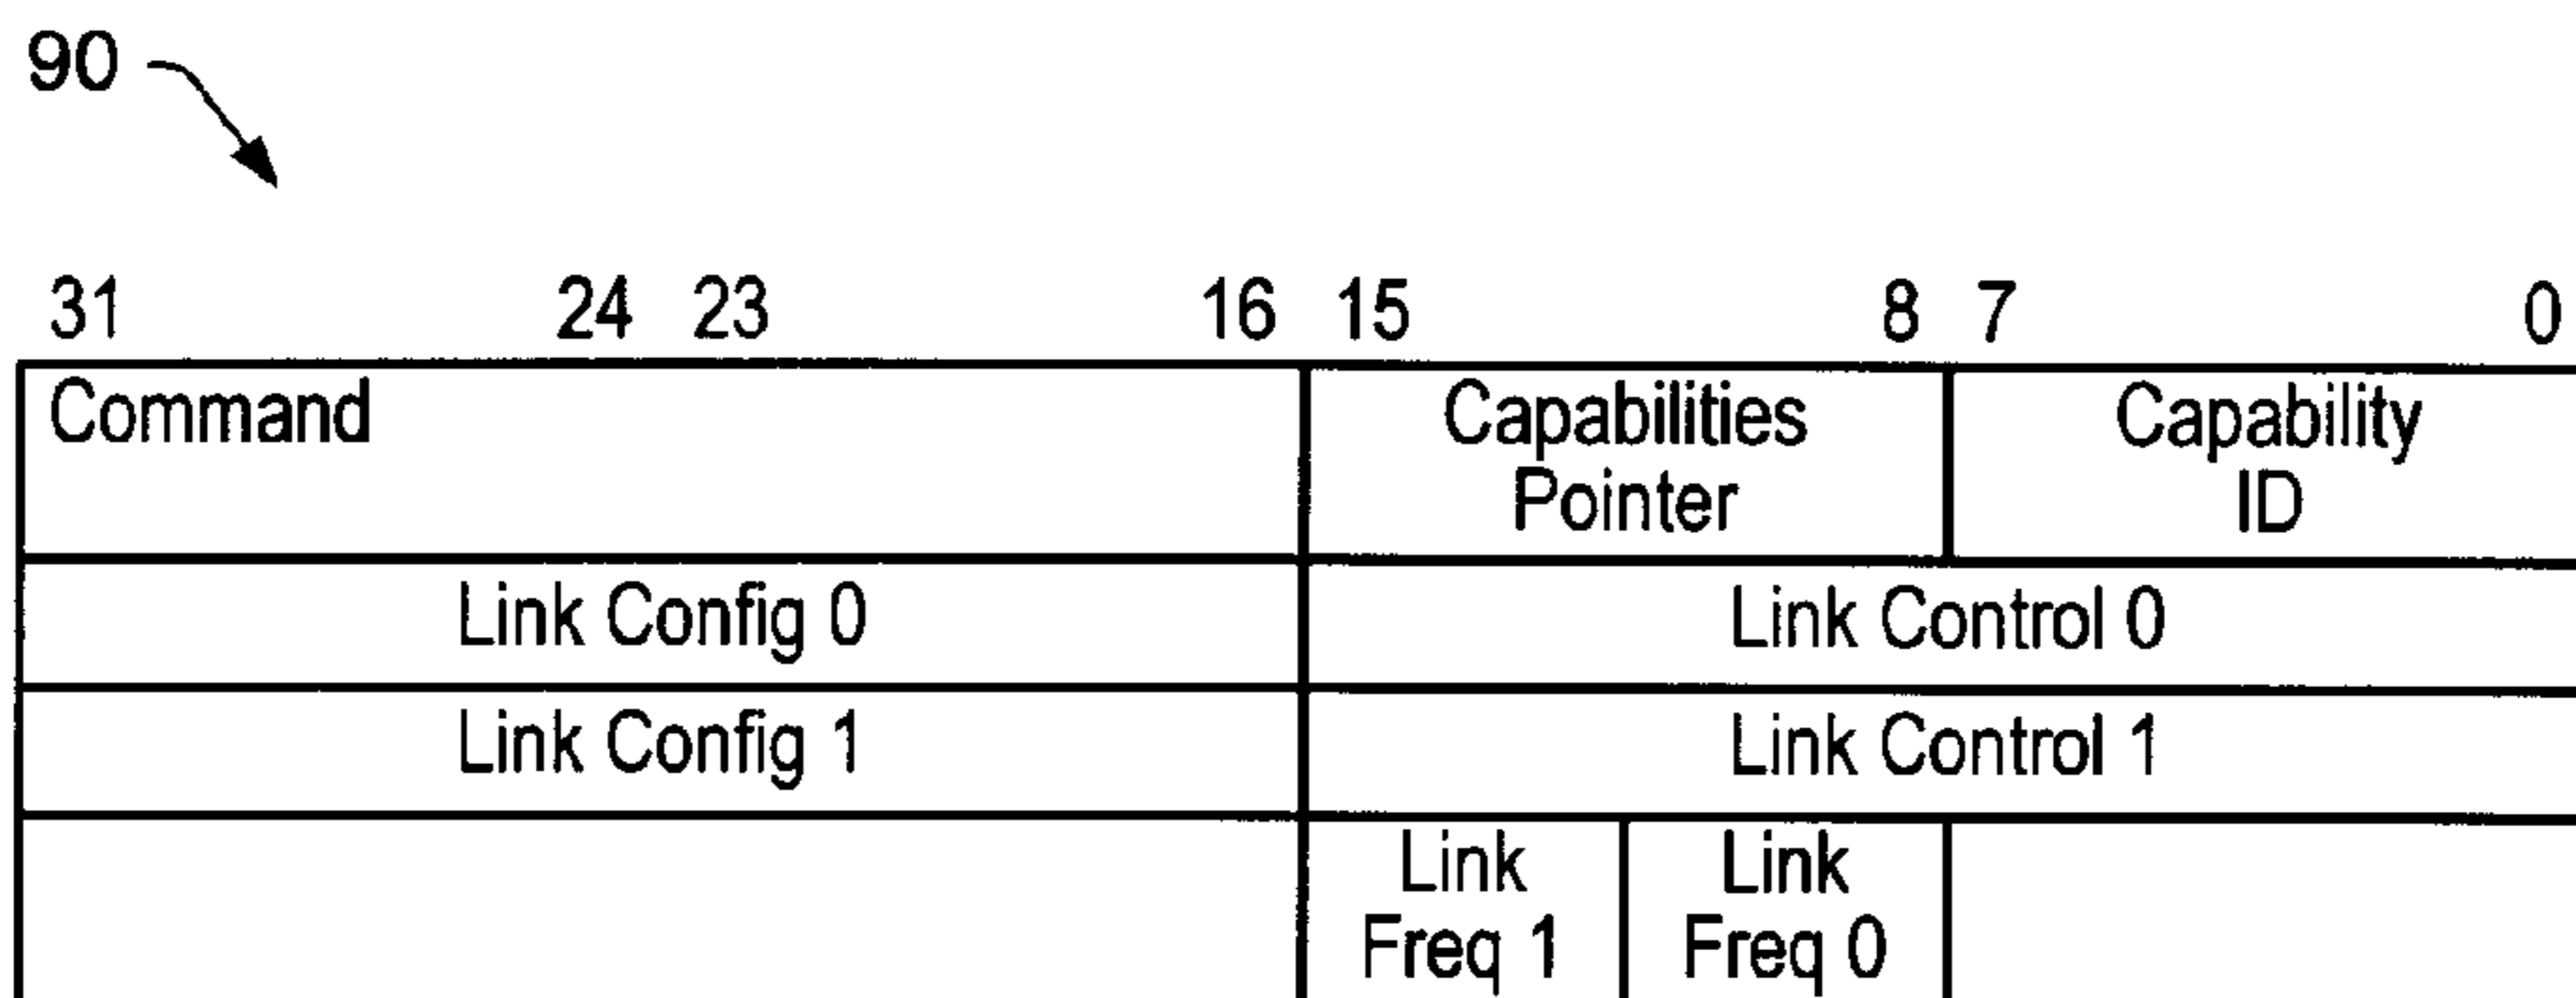 90
31 24 23 16 15 8 7 0
Command Capabilities Capability
Pointer ID
Link Config 0 Link Control 0
Link Config 1 Link Control 1
Link Link
Freq 1 Freq 0